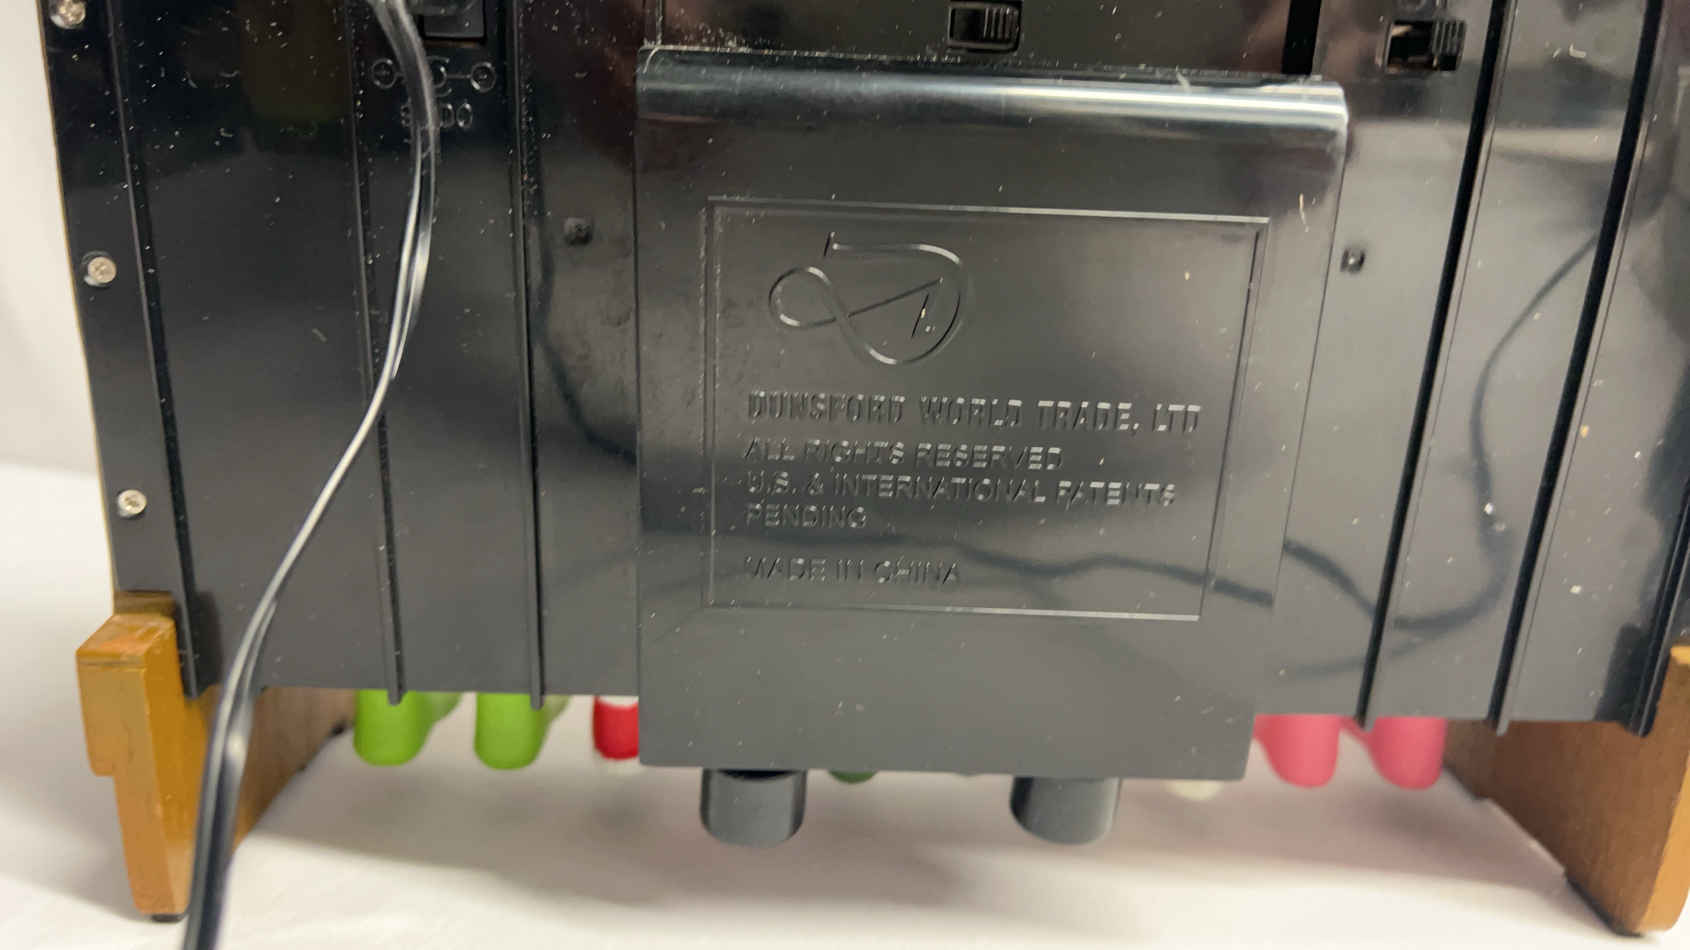 DUNSFORD WORLD TRADE, LTD
ALL RIGHTS RESERVED
U.S. & INTERNATIONAL PATENTS
PENDING
MADE IN CHINA